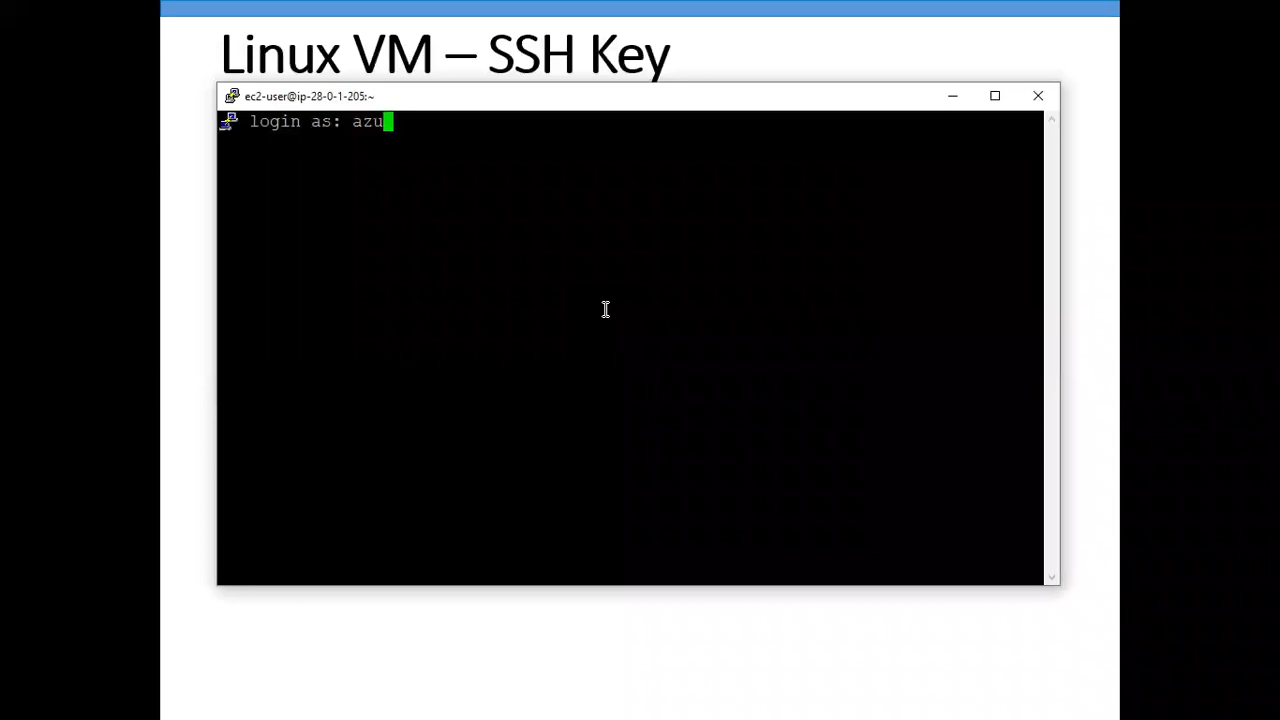 Linux VM – SSH Key
ec2-user@ip-28-0-1-205:~
login as: azu